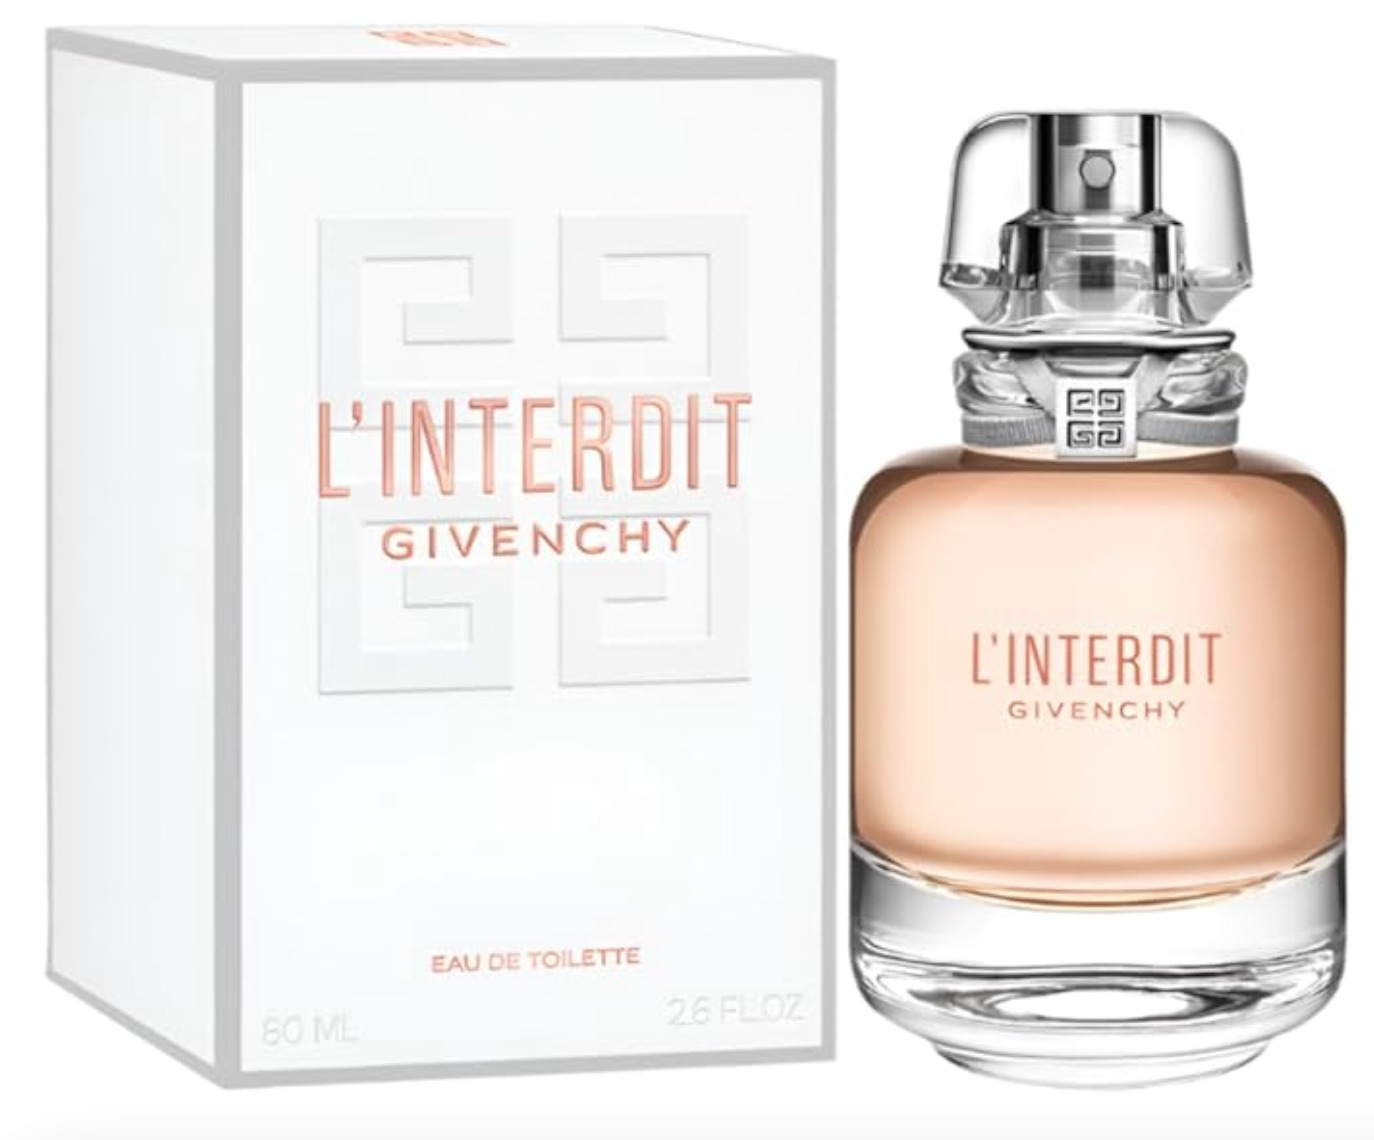 L'INTERDIT
GIVENCHY
EAU DE TOILETTE
80 ML
2.6 FL.OZ
L'INTERDIT
GIVENCHY